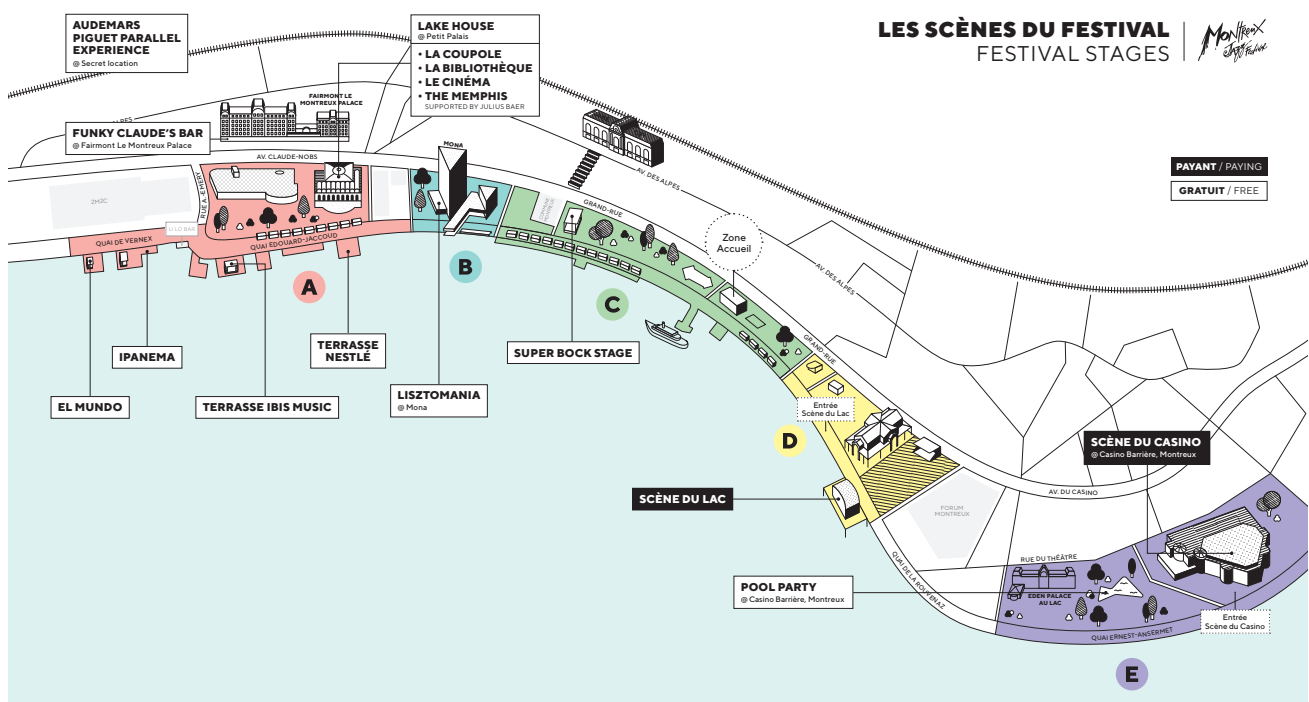 LES SCÈNES DU FESTIVAL
FESTIVAL STAGES
MONTREUX
Jazz Festival
PAYANT / PAYING
GRATUIT / FREE
AUDEMARS
PIGUET PARALLEL
EXPERIENCE
@ Secret location
LAKE HOUSE
@ Petit Palais
• LA COUPOLE
• LA BIBLIOTHÈQUE
• LE CINÉMA
• THE MEMPHIS
SUPPORTED BY JULIUS BAER
FAIRMONT LE
MONTREUX PALACE
FUNKY CLAUDE'S BAR
@ Fairmont Le Montreux Palace
ALPES
AV. CLAUDE-NOBS
MONA
AV. DES ALPES
2M2C
RUE A.-EMERY
LI LO BAR
QUAI DE VERNEX
QUAI EDOUARD-JACCOUD
GRAND-RUE
Zone
Accueil
AV. DES ALPES
A
B
C
IPANEMA
TERRASSE
NESTLÉ
SUPER BOCK STAGE
GRAND-RUE
EL MUNDO
TERRASSE IBIS MUSIC
LISZTOMANIA
@ Mona
Entrée
Scène du Lac
D
SCÈNE DU CASINO
@ Casino Barrière, Montreux
SCÈNE DU LAC
AV. DU CASINO
FORUM
MONTREUX
QUAI DE LA ROUVENAZ
RUE DU THÉÂTRE
POOL PARTY
@ Casino Barrière, Montreux
EDEN PALACE
AU LAC
Entrée
Scène du Casino
QUAI ERNEST-ANSERMET
E